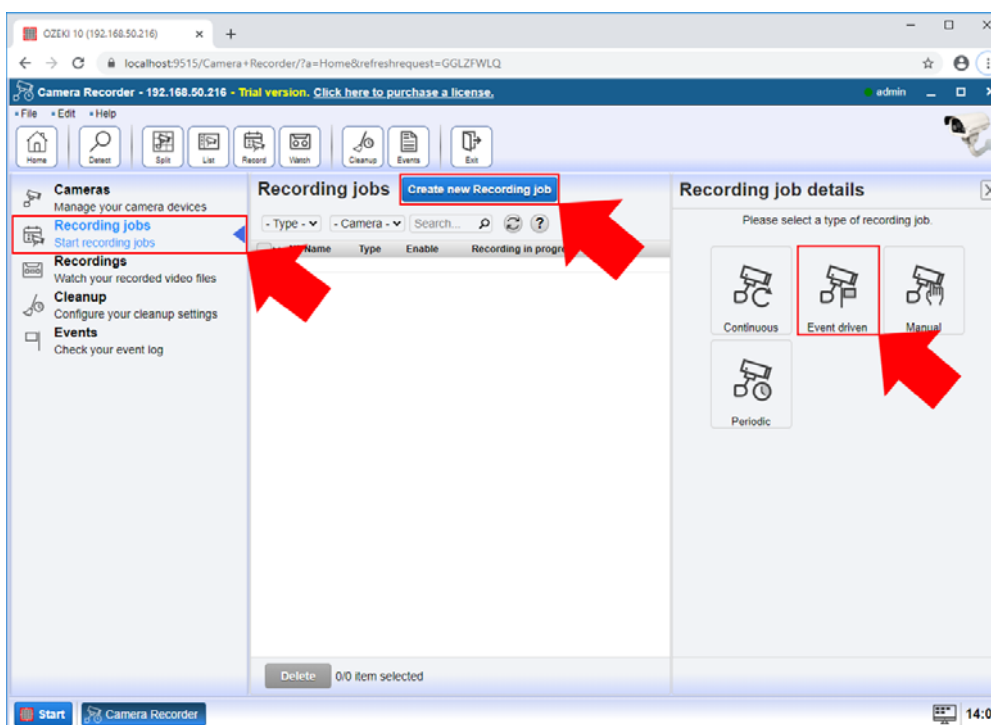 OZEKI 10 (192.168.50.216)
localhost:9515/Camera+Recorder/?a=Home&refreshrequest=GGLZFWLQ
Camera Recorder - 192.168.50.216 - Trial version. Click here to purchase a license.
admin
File Edit Help
Home Detect Split List Record Watch Cleanup Events Exit
Cameras
Manage your camera devices
Recording jobs
Start recording jobs
Recordings
Watch your recorded video files
Cleanup
Configure your cleanup settings
Events
Check your event log
Recording jobs Create new Recording job
- Type - - Camera - Search... ?
Name Type Enable Recording in progr
Delete 0/0 item selected
Recording job details
Please select a type of recording job.
Continuous Event driven Manual
Periodic
Start Camera Recorder 14:0